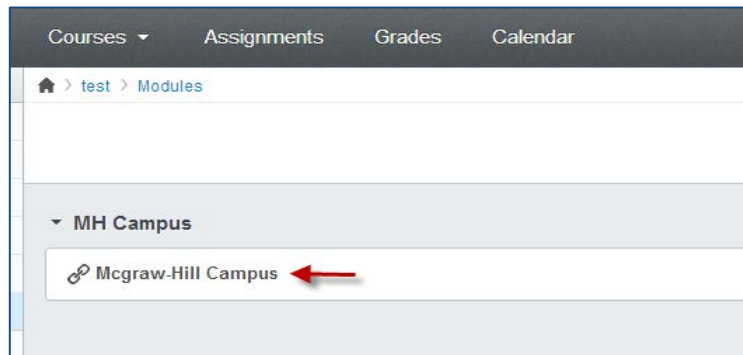 Courses Assignments Grades Calendar
test > Modules
MH Campus
Mcgraw-Hill Campus